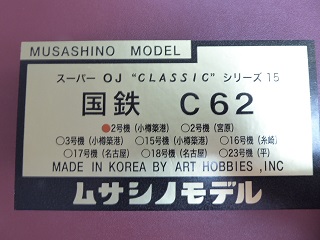 MUSASHINO MODEL
スーパー OJ "CLASSIC" シリーズ 15
国鉄 C62
●2号機 (小樽築港) ○2号機 (宮原)
○3号機 (小樽築港) ○15号機 (小樽築港) ○16号機 (糸崎)
○17号機 (名古屋) ○18号機 (名古屋) ○23号機 (平)
MADE IN KOREA BY ART HOBBIES ,INC
ムサシノモデル